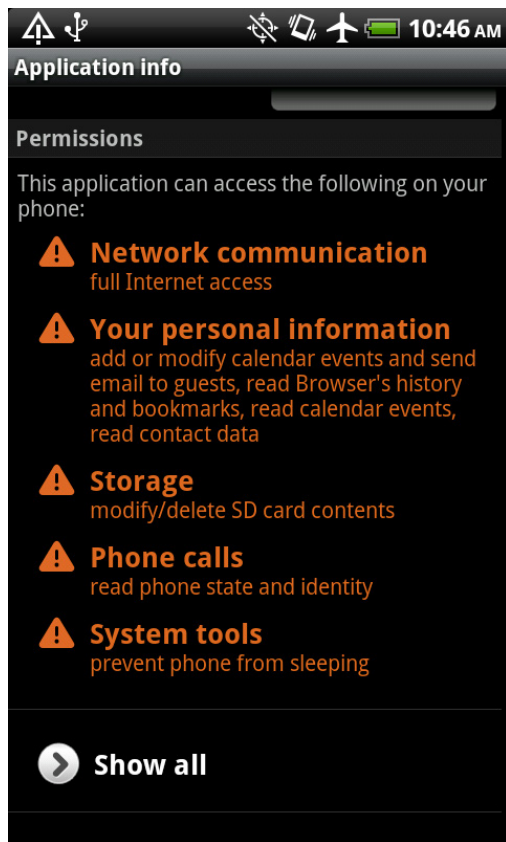 10:46 AM
Application info
Permissions
This application can access the following on your
phone:
Network communication
full Internet access
Your personal information
add or modify calendar events and send
email to guests, read Browser's history
and bookmarks, read calendar events,
read contact data
Storage
modify/delete SD card contents
Phone calls
read phone state and identity
System tools
prevent phone from sleeping
Show all